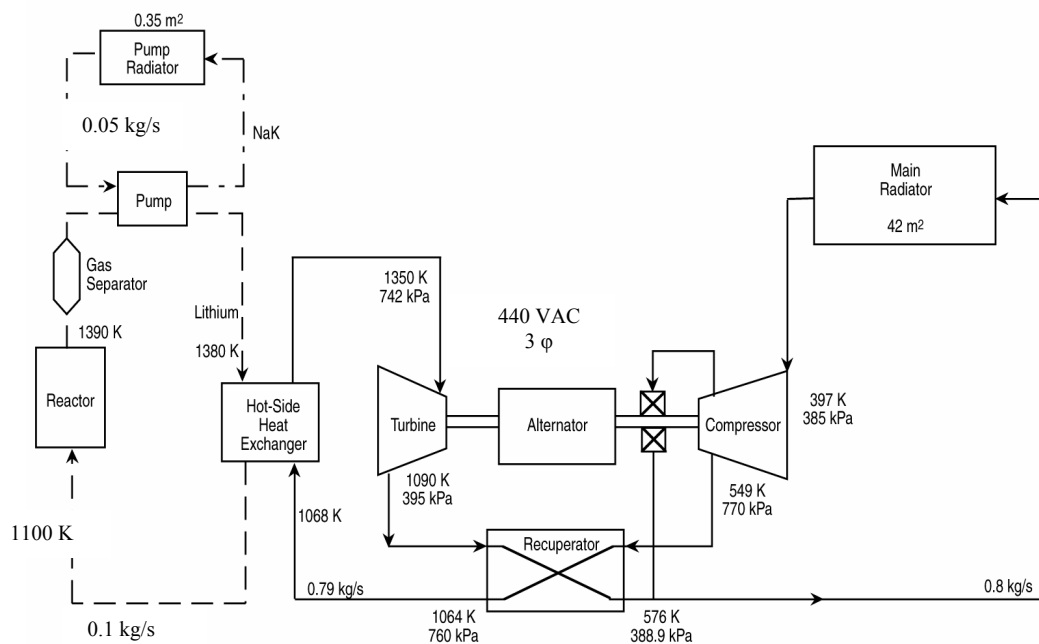 0.35 m²
Pump
Radiator
0.05 kg/s
NaK
Pump
Gas
Separator
Lithium
1390 K
1380 K
Reactor
Hot-Side
Heat
Exchanger
1100 K
0.1 kg/s
1068 K
1350 K
742 kPa
440 VAC
3 φ
Turbine
Alternator
Compressor
1090 K
395 kPa
Main
Radiator
42 m²
397 K
385 kPa
549 K
770 kPa
Recuperator
0.79 kg/s
1064 K
760 kPa
576 K
388.9 kPa
0.8 kg/s